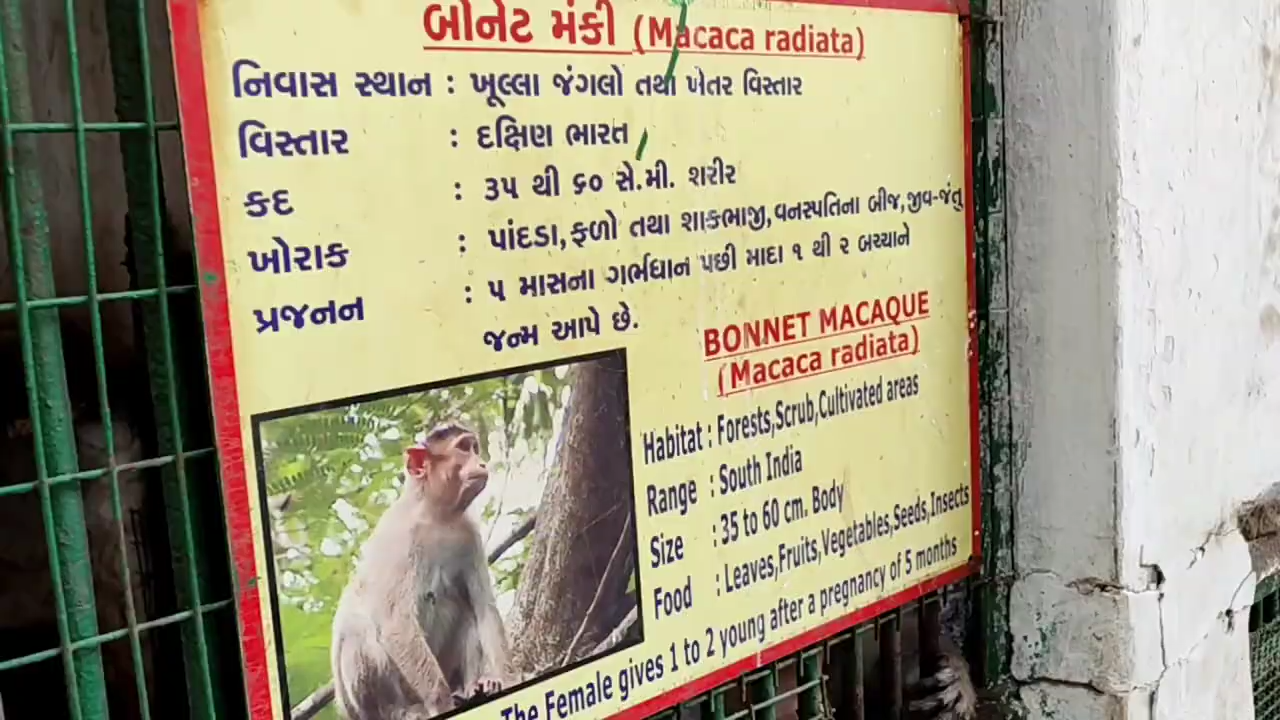 બોનેટ મંકી (Macaca radiata)
નિવાસ સ્થાન : ખૂલ્લા જંગલો તથા ખેતર વિસ્તાર
વિસ્તાર : દક્ષિણ ભારત
કદ : ૩૫ થી ૬૦ સે.મી. શરીર
ખોરાક : પાંદડા,ફળો તથા શાકભાજી,વનસ્પતિના બીજ,જીવ-જંતુ
પ્રજનન : ૫ માસના ગર્ભધાન પછી માદા ૧ થી ૨ બચ્ચાને
જન્મ આપે છે.
BONNET MACAQUE
(Macaca radiata)
Habitat : Forests,Scrub,Cultivated areas
Range : South India
Size : 35 to 60 cm. Body
Food : Leaves,Fruits,Vegetables,Seeds,Insects
The Female gives 1 to 2 young after a pregnancy of 5 months